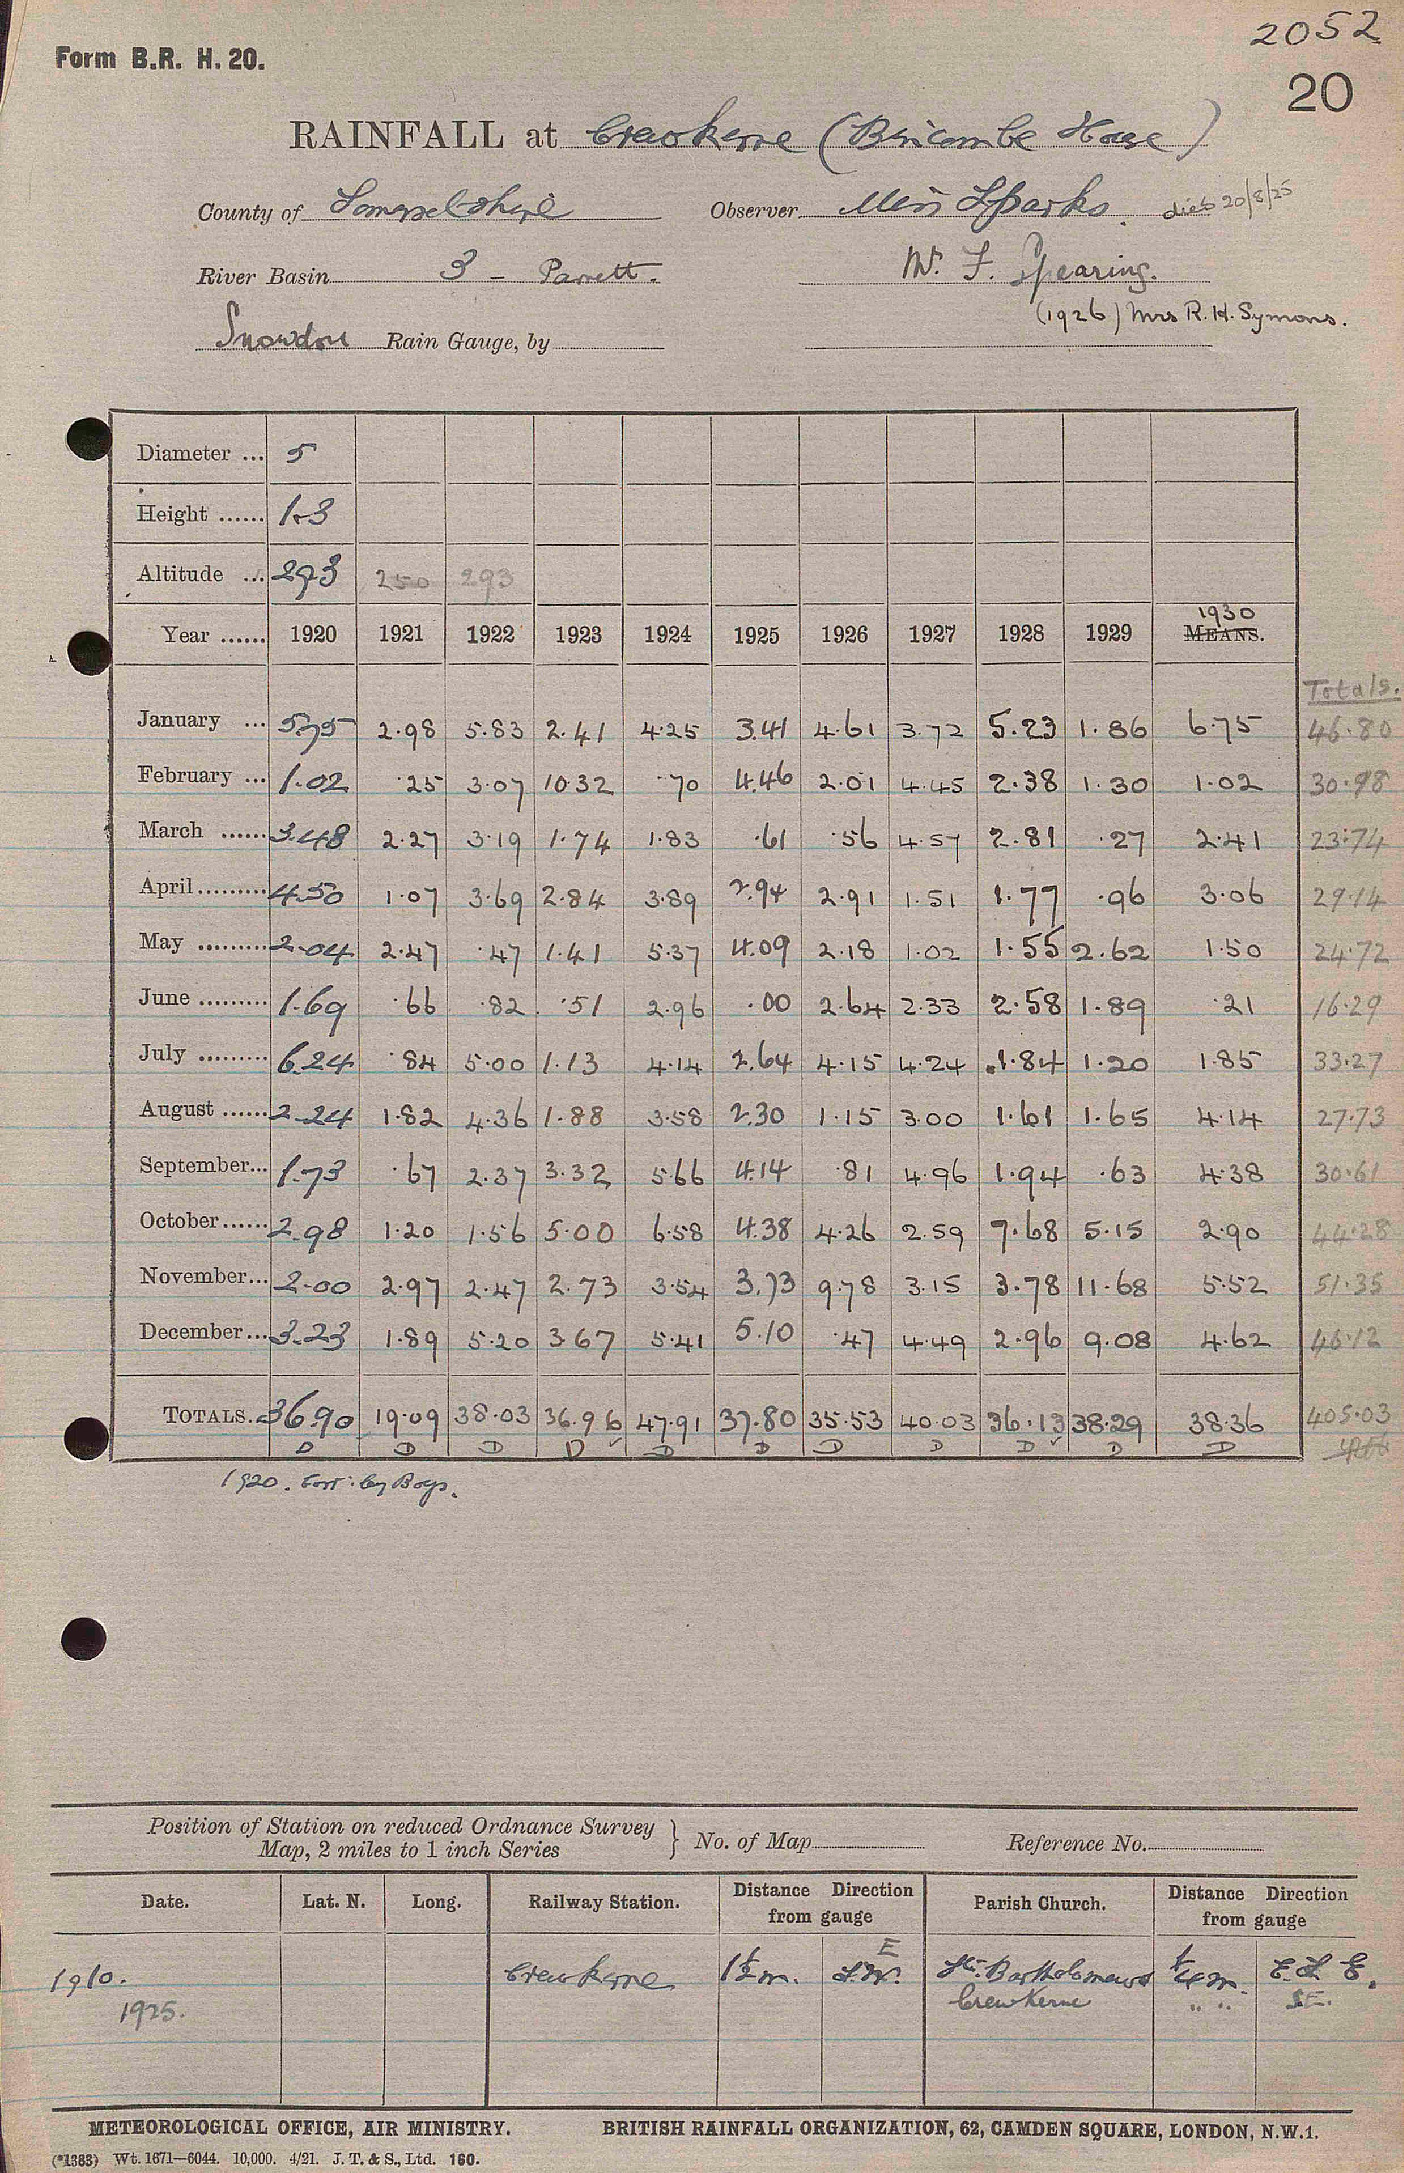 2052
Form B.R. H. 20.
20
RAINFALL at Crewkerne (Bincombe House)
County of Somersetshire Observer Miss Sparks. died 20/8/25
River Basin 3 - Parrett. Mr. F. Spearing.
(1926) Mrs R. H. Symons.
Snowdon Rain Gauge, by
Diameter ... 5
Height ...... 1.3
Altitude ... 293 250 293
Year ...... 1920 1921 1922 1923 1924 1925 1926 1927 1928 1929 MEANS. 1930
Totals.
January ... 5.75 2.98 5.83 2.41 4.25 3.41 4.61 3.72 5.23 1.86 6.75 46.80
February ... 1.02 .25 3.07 10.32 .70 4.46 2.01 4.45 2.38 1.30 1.02 30.98
March ...... 3.48 2.27 3.19 1.74 1.83 .61 .56 4.57 2.81 .27 2.41 23.74
April ......... 4.50 1.07 3.69 2.84 3.89 2.94 2.91 1.51 1.77 .96 3.06 29.14
May ......... 2.04 2.47 .47 1.41 5.37 4.09 2.18 1.02 1.55 2.62 1.50 24.72
June ......... 1.69 .66 .82 .51 2.96 .00 2.64 2.33 2.58 1.89 .21 16.29
July ......... 6.24 .84 5.00 1.13 4.14 2.64 4.15 4.24 1.84 1.20 1.85 33.27
August ...... 2.24 1.82 4.36 1.88 3.58 2.30 1.15 3.00 1.61 1.65 4.14 27.73
September... 1.73 .67 2.37 3.32 5.66 4.14 .81 4.96 1.94 .63 4.38 30.61
October ...... 2.98 1.20 1.56 5.00 6.58 4.38 4.26 2.59 7.68 5.15 2.90 44.28
November... 2.00 2.97 2.47 2.73 3.54 3.73 9.78 3.15 3.78 11.68 5.52 51.35
December ... 3.23 1.89 5.20 3.67 5.41 5.10 .47 4.49 2.96 9.08 4.62 46.12
TOTALS. 36.90 19.09 38.03 36.96 47.91 37.80 35.53 40.03 36.13 38.29 38.36 405.03
D D D D D D D D D D D
1920. Corr: by Obsr.
Position of Station on reduced Ordnance Survey Map, 2 miles to 1 inch Series } No. of Map Reference No.
Date. Lat. N. Long. Railway Station. Distance Direction from gauge Parish Church. Distance Direction from gauge
1910. Crewkerne 1½ m. S.W. E St. Bartholomews ¼ m. E.S.E.
1925. Crewkerne " " S.E.
METEOROLOGICAL OFFICE, AIR MINISTRY. BRITISH RAINFALL ORGANIZATION, 62, CAMDEN SQUARE, LONDON, N.W.1.
(*1383) Wt. 1671—6044. 10,000. 4/21. J. T. & S., Ltd. 160.